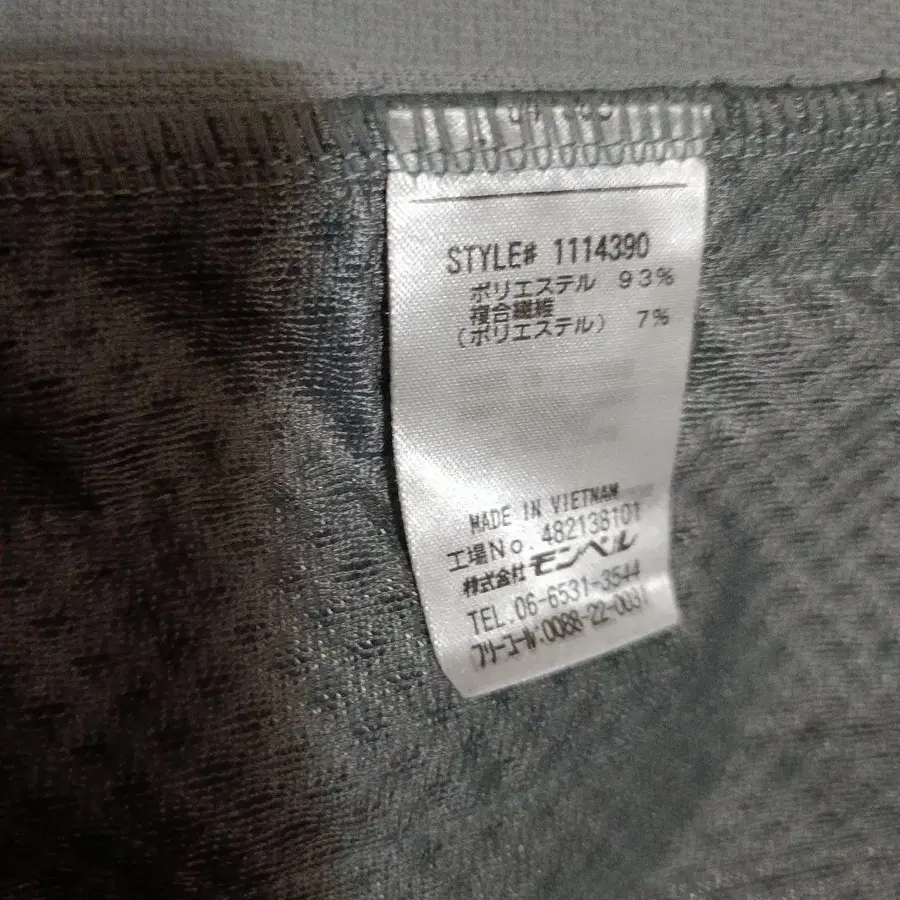 STYLE# 1114390
ポリエステル 93%
複合繊維
(ポリエステル) 7%
MADE IN VIETNAM
工場No. 482138101
株式会社 モンベル
TEL.06-6531-3544
フリーコール.0088-22-0031